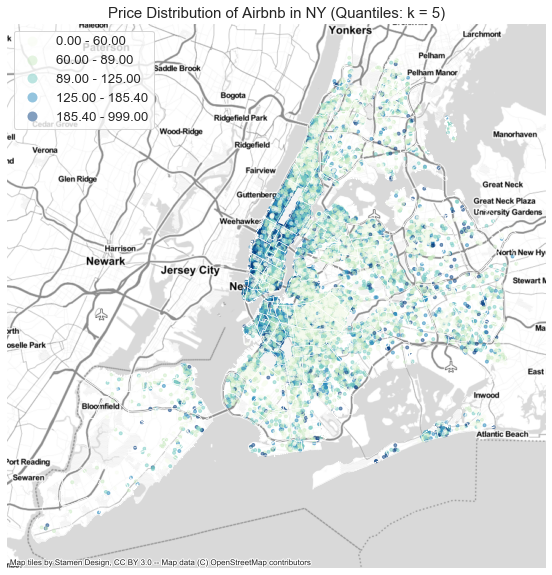 Price Distribution of Airbnb in NY (Quantiles: k = 5)
0.00 - 60.00
60.00 - 89.00
89.00 - 125.00
125.00 - 185.40
185.40 - 999.00
Paterson
Yonkers
Larchmont
Pelham
Pelham Manor
Saddle Brook
Bogota
Ridgefield Park
Cedar Grove
Wood-Ridge
Manorhaven
Verona
Ridgefield
Glen Ridge
Fairview
Great Neck
Guttenberg
Great Neck Plaza
University Gardens
Weehawke
Harrison
North New Hy
Newark
Jersey City
Stewart M
Ne
oselle Park
East
Inwood
Bloomfield
Atlantic Beach
Port Reading
Sewaren
Map tiles by Stamen Design, CC BY 3.0 -- Map data (C) OpenStreetMap contributors